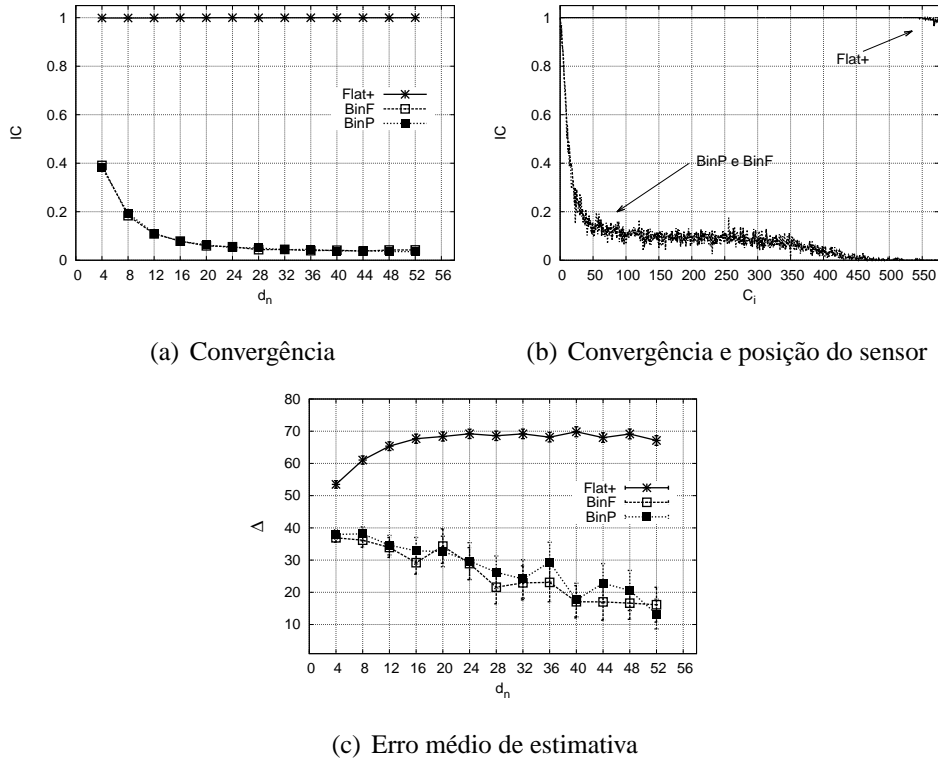 1
0.8
0.6
0.4
0.2
0
IC
Flat+
BinF
BinP
4 8 12 16 20 24 28 32 36 40 44 48 52 56
d_n
(a) Convergência
1
0.8
0.6
0.4
0.2
0
IC
Flat+
BinP e BinF
0 50 100 150 200 250 300 350 400 450 500 550
C_i
(b) Convergência e posição do sensor
80
70
60
50
40
30
20
10
Δ
Flat+
BinF
BinP
0 4 8 12 16 20 24 28 32 36 40 44 48 52 56
d_n
(c) Erro médio de estimativa